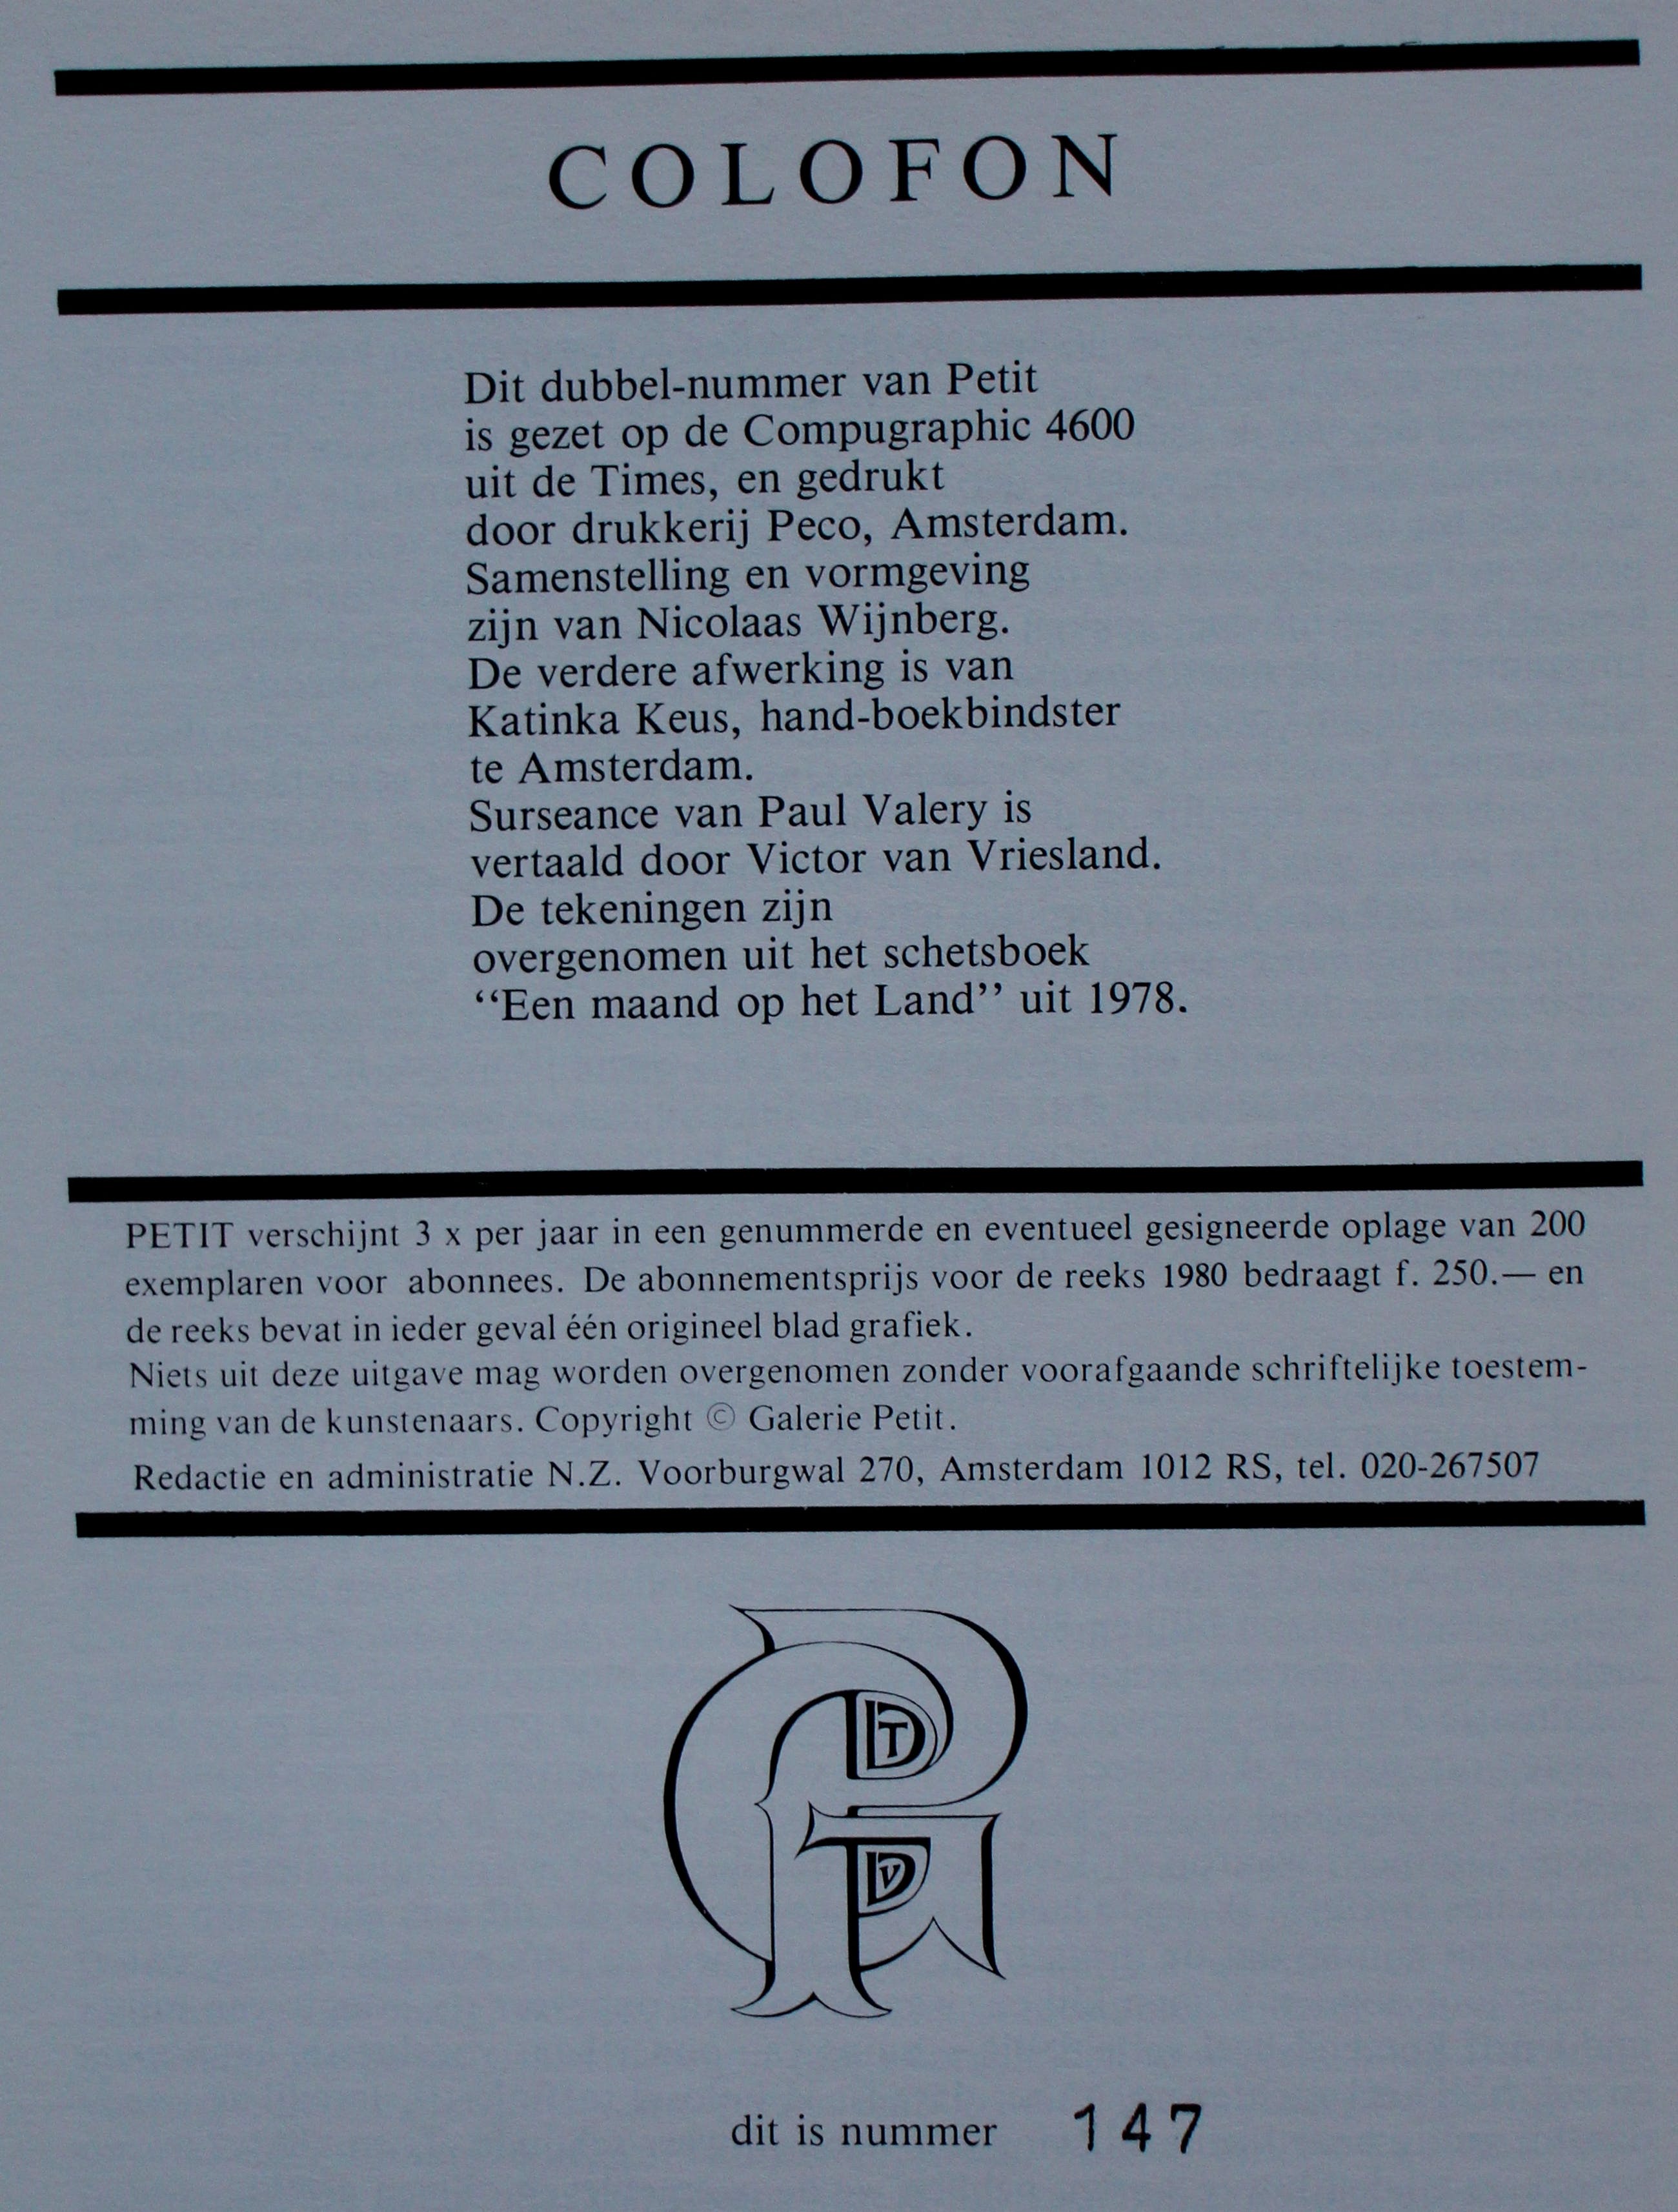 COLOFON
Dit dubbel-nummer van Petit
is gezet op de Compugraphic 4600
uit de Times, en gedrukt
door drukkerij Peco, Amsterdam.
Samenstelling en vormgeving
zijn van Nicolaas Wijnberg.
De verdere afwerking is van
Katinka Keus, hand-boekbindster
te Amsterdam.
Surseance van Paul Valery is
vertaald door Victor van Vriesland.
De tekeningen zijn
overgenomen uit het schetsboek
‘‘Een maand op het Land’’ uit 1978.
PETIT verschijnt 3 x per jaar in een genummerde en eventueel gesigneerde oplage van 200
exemplaren voor abonnees. De abonnementsprijs voor de reeks 1980 bedraagt f. 250.— en
de reeks bevat in ieder geval één origineel blad grafiek.
Niets uit deze uitgave mag worden overgenomen zonder voorafgaande schriftelijke toestem-
ming van de kunstenaars. Copyright © Galerie Petit.
Redactie en administratie N.Z. Voorburgwal 270, Amsterdam 1012 RS, tel. 020-267507
dit is nummer 147